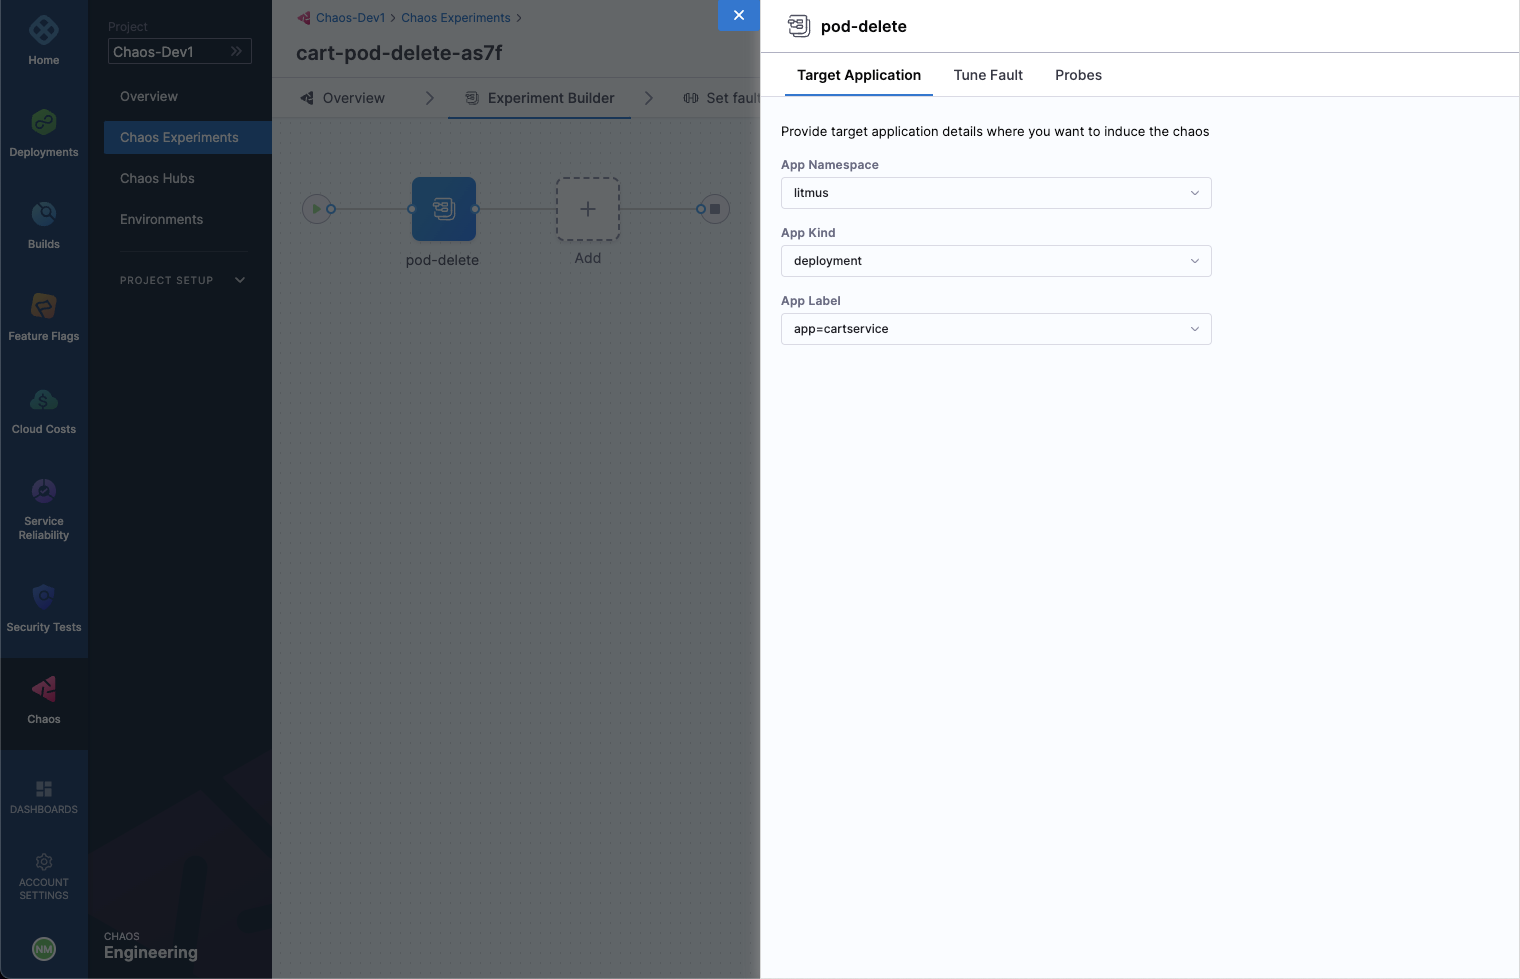 Home
Deployments
Builds
Feature Flags
Cloud Costs
Service
Reliability
Security Tests
Chaos
DASHBOARDS
ACCOUNT
SETTINGS
NM
Project
Chaos-Dev1
Overview
Chaos Experiments
Chaos Hubs
Environments
PROJECT SETUP
CHAOS
Engineering
Chaos-Dev1 > Chaos Experiments >
cart-pod-delete-as7f
Overview
Experiment Builder
Set fault
pod-delete
Add
pod-delete
Target Application
Tune Fault
Probes
Provide target application details where you want to induce the chaos
App Namespace
litmus
App Kind
deployment
App Label
app=cartservice